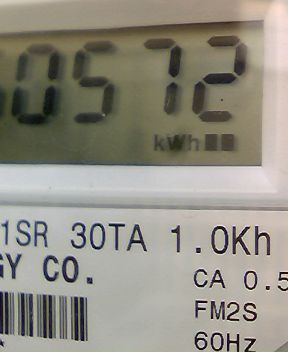 0572
kWh
1SR 30TA 1.0Kh
GY CO.
CA 0.5
FM2S
60Hz